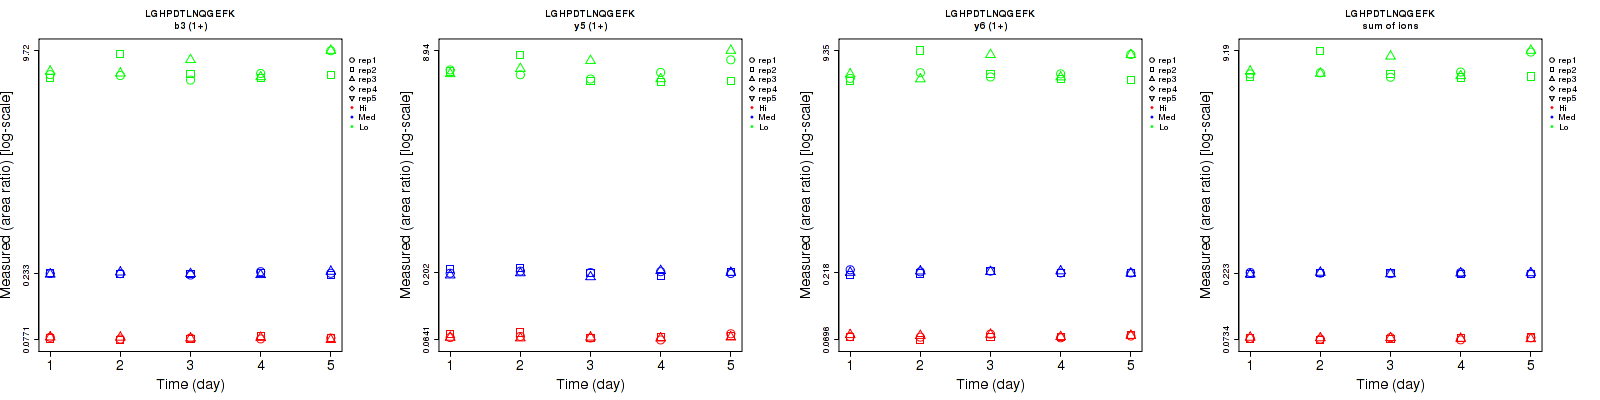 LGHPDTLNQGEFK
b3 (1+)
Measured (area ratio) [log-scale]
9.72
0.233
0.0771
1 2 3 4 5
Time (day)
rep1
rep2
rep3
rep4
rep5
Hi
Med
Lo
LGHPDTLNQGEFK
y5 (1+)
Measured (area ratio) [log-scale]
8.94
0.202
0.0641
1 2 3 4 5
Time (day)
rep1
rep2
rep3
rep4
rep5
Hi
Med
Lo
LGHPDTLNQGEFK
y6 (1+)
Measured (area ratio) [log-scale]
9.35
0.218
0.0696
1 2 3 4 5
Time (day)
rep1
rep2
rep3
rep4
rep5
Hi
Med
Lo
LGHPDTLNQGEFK
sum of ions
Measured (area ratio) [log-scale]
9.19
0.223
0.0734
1 2 3 4 5
Time (day)
rep1
rep2
rep3
rep4
rep5
Hi
Med
Lo